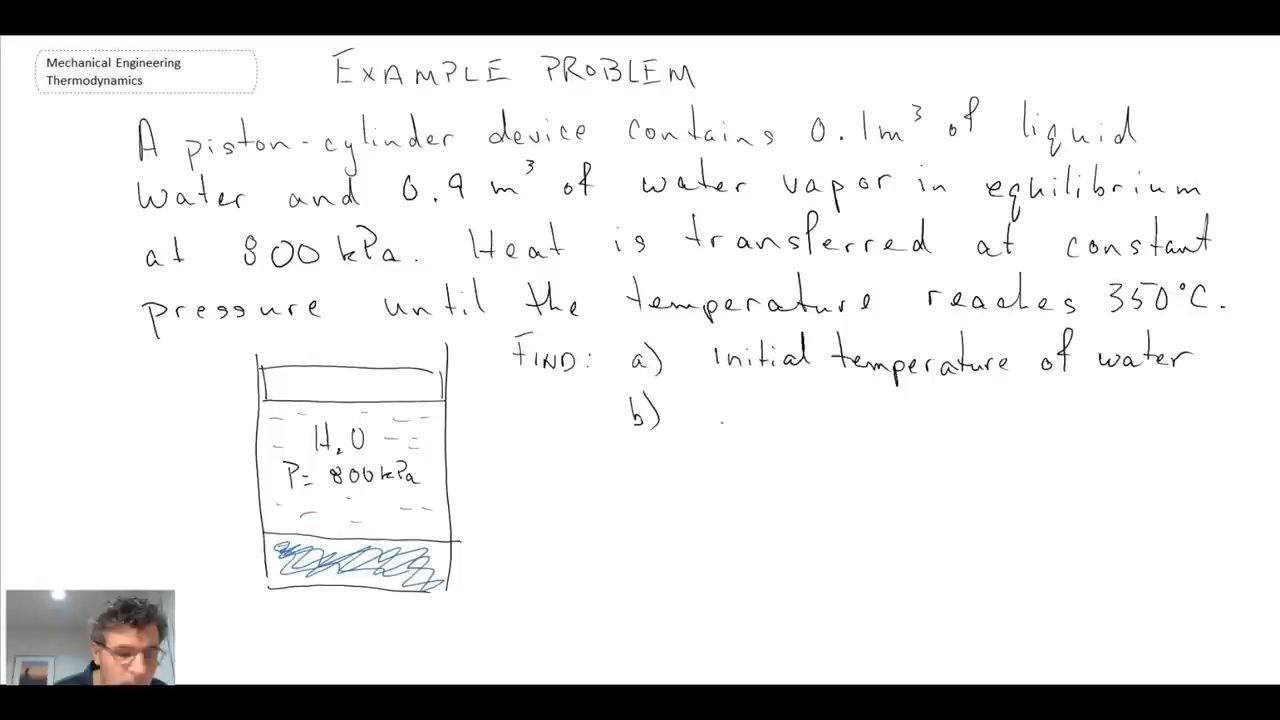 Mechanical Engineering
Thermodynamics
EXAMPLE PROBLEM
A piston-cylinder device contains 0.1m³ of liquid
water and 0.9 m³ of water vapor in equilibrium
at 800 kPa. Heat is transferred at constant
pressure until the temperature reaches 350°C.
FIND: a) initial temperature of water
b)
H₂O
P= 800kPa